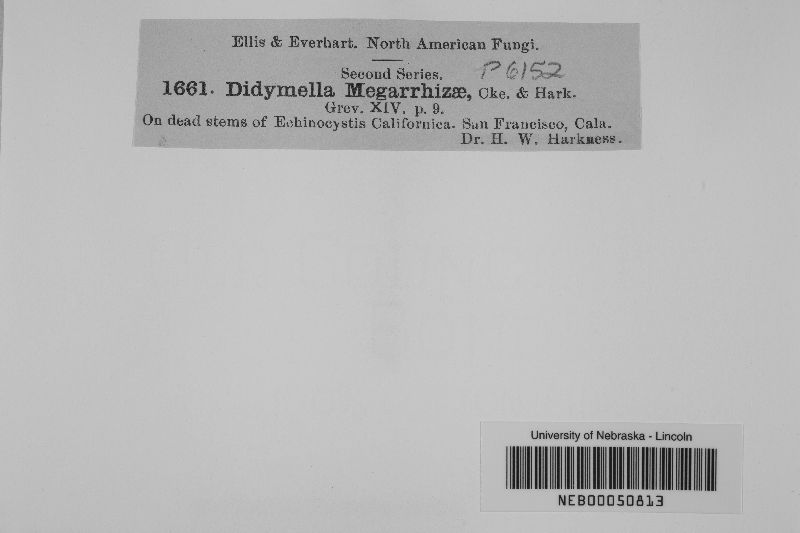 Ellis & Everhart. North American Fungi.
Second Series. P6152
1661. Didymella Megarrhizæ, Cke. & Hark.
Grev. XIV, p. 9.
On dead stems of Echinocystis Californica. San Francisco, Cala.
Dr. H. W. Harkness.
University of Nebraska - Lincoln
NEB00050813